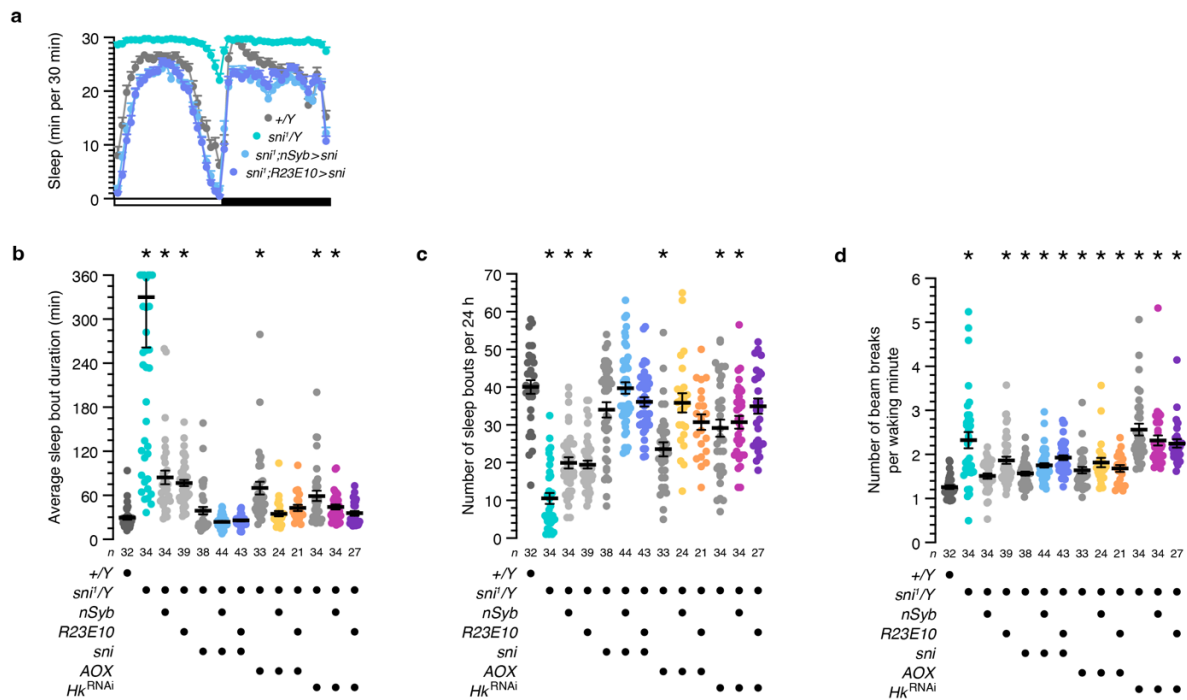 a
Sleep (min per 30 min)
30
20
10
0
+/Y
sni¹/Y
sni¹;nSyb>sni
sni¹;R23E10>sni
b
* * * * * *
Average sleep bout duration (min)
360
300
240
180
120
60
0
n 32 34 34 39 38 44 43 33 24 21 34 34 27
+/Y
sni¹/Y
nSyb
R23E10
sni
AOX
Hk^RNAi
c
* * * * * *
Number of sleep bouts per 24 h
70
60
50
40
30
20
10
0
n 32 34 34 39 38 44 43 33 24 21 34 34 27
+/Y
sni¹/Y
nSyb
R23E10
sni
AOX
Hk^RNAi
d
* * * * * * * * * * *
Number of beam breaks
per waking minute
6
5
4
3
2
1
0
n 32 34 34 39 38 44 43 33 24 21 34 34 27
+/Y
sni¹/Y
nSyb
R23E10
sni
AOX
Hk^RNAi